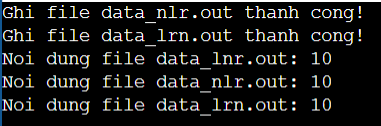 Ghi file data_nlr.out thanh cong!
Ghi file data_lrn.out thanh cong!
Noi dung file data_lnr.out: 10
Noi dung file data_nlr.out: 10
Noi dung file data_lrn.out: 10